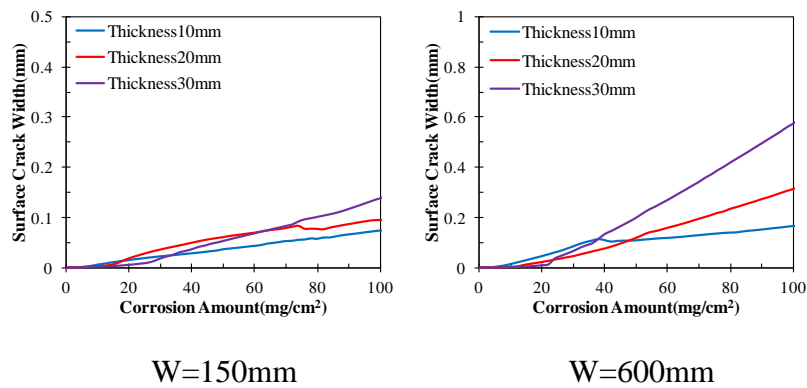 Surface Crack Width(mm)
0.5
0.4
0.3
0.2
0.1
0
Thickness10mm
Thickness20mm
Thickness30mm
0 20 40 60 80 100
Corrosion Amount(mg/cm²)
W=150mm
Surface Crack Width(mm)
1
0.8
0.6
0.4
0.2
0
Thickness10mm
Thickness20mm
Thickness30mm
0 20 40 60 80 100
Corrosion Amount(mg/cm²)
W=600mm